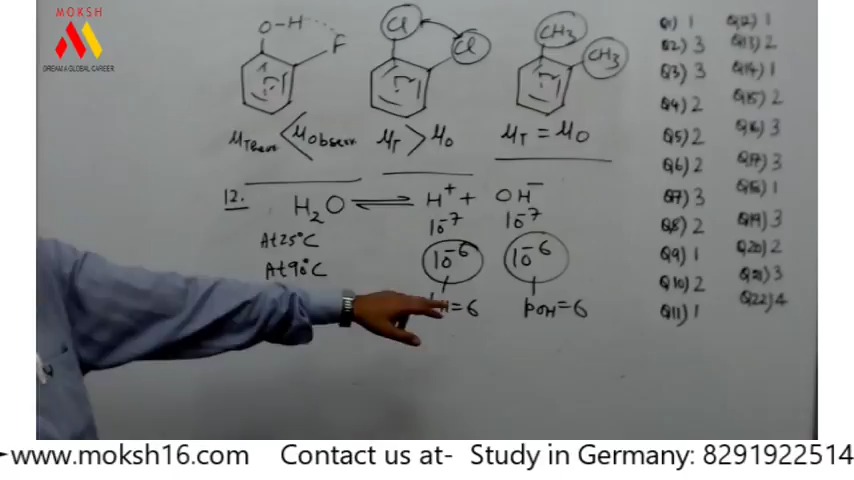 MOKSH
DREAM A GLOBAL CAREER
O-H F
Cl Cl
CH3 CH3
μTheor < μObserv μT > μO μT = μO
12. H2O ⇌ H+ + OH−
10−7 10−7
At 25°C
10−6 10−6
At 90°C
H=6 POH=6
Q1) 1
Q2) 3
Q3) 3
Q4) 2
Q5) 2
Q6) 2
Q7) 3
Q8) 2
Q9) 1
Q10) 2
Q11) 1
Q12) 1
Q13) 2
Q14) 1
Q15) 2
Q16) 3
Q17) 3
Q18) 1
Q19) 3
Q20) 2
Q21) 3
Q22) 4
www.moksh16.com Contact us at- Study in Germany: 8291922514